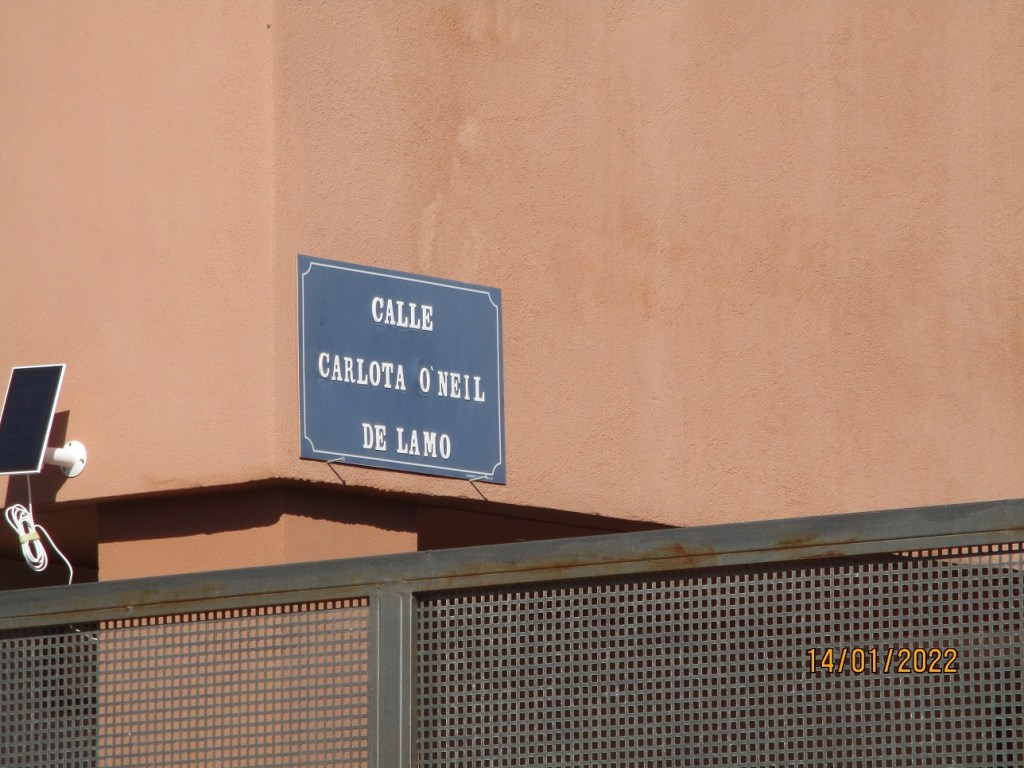 CALLE
CARLOTA O`NEIL
DE LAMO
14/01/2022